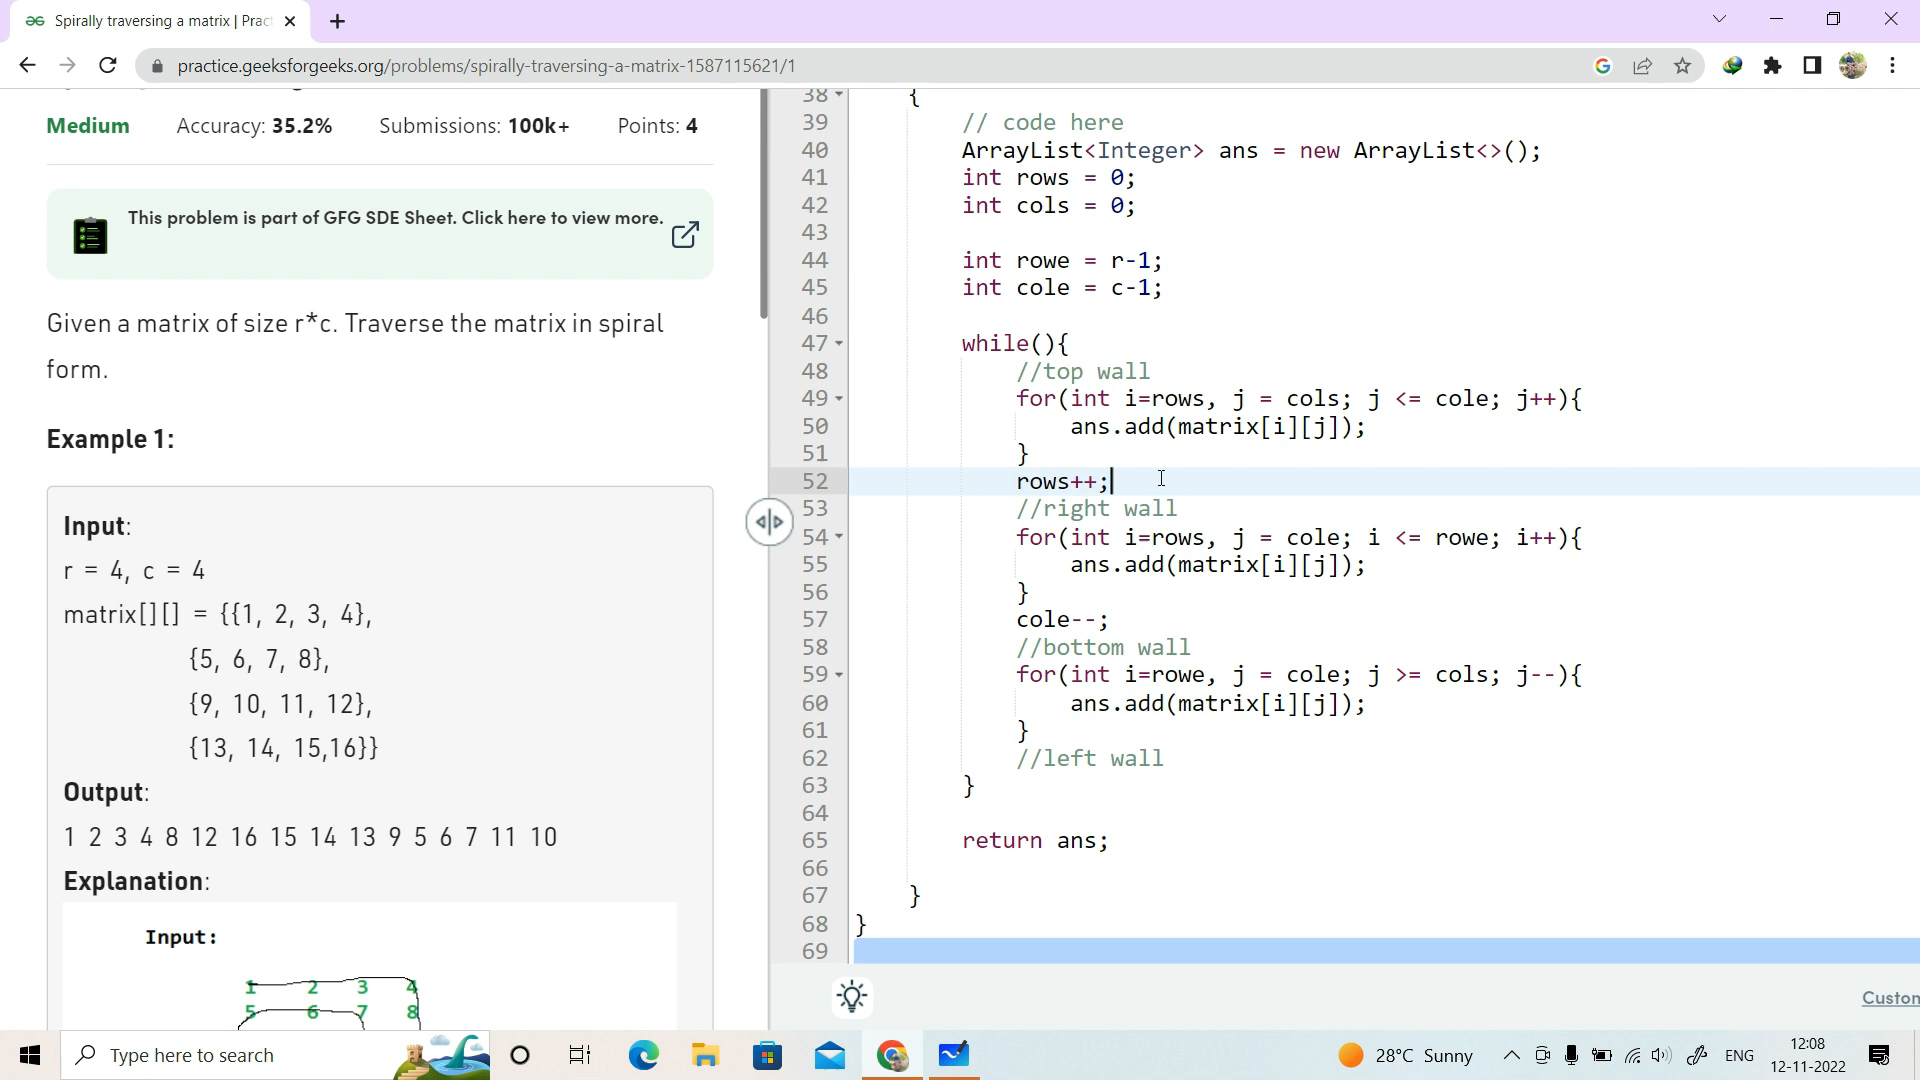 Spirally traversing a matrix | Prac
practice.geeksforgeeks.org/problems/spirally-traversing-a-matrix-1587115621/1
Medium Accuracy: 35.2% Submissions: 100k+ Points: 4
This problem is part of GFG SDE Sheet. Click here to view more.
Given a matrix of size r*c. Traverse the matrix in spiral
form.
Example 1:
Input:
r = 4, c = 4
matrix[][] = {{1, 2, 3, 4},
{5, 6, 7, 8},
{9, 10, 11, 12},
{13, 14, 15,16}}
Output:
1 2 3 4 8 12 16 15 14 13 9 5 6 7 11 10
Explanation:
Input:
1 2 3 4
5 6 7 8
38 {
39 // code here
40 ArrayList<Integer> ans = new ArrayList<>();
41 int rows = 0;
42 int cols = 0;
43
44 int rowe = r-1;
45 int cole = c-1;
46
47 while(){
48 //top wall
49 for(int i=rows, j = cols; j <= cole; j++){
50 ans.add(matrix[i][j]);
51 }
52 rows++;
53 //right wall
54 for(int i=rows, j = cole; i <= rowe; i++){
55 ans.add(matrix[i][j]);
56 }
57 cole--;
58 //bottom wall
59 for(int i=rowe, j = cole; j >= cols; j--){
60 ans.add(matrix[i][j]);
61 }
62 //left wall
63 }
64
65 return ans;
66
67 }
68 }
69
Custom
Type here to search
28°C Sunny
ENG
12:08
12-11-2022